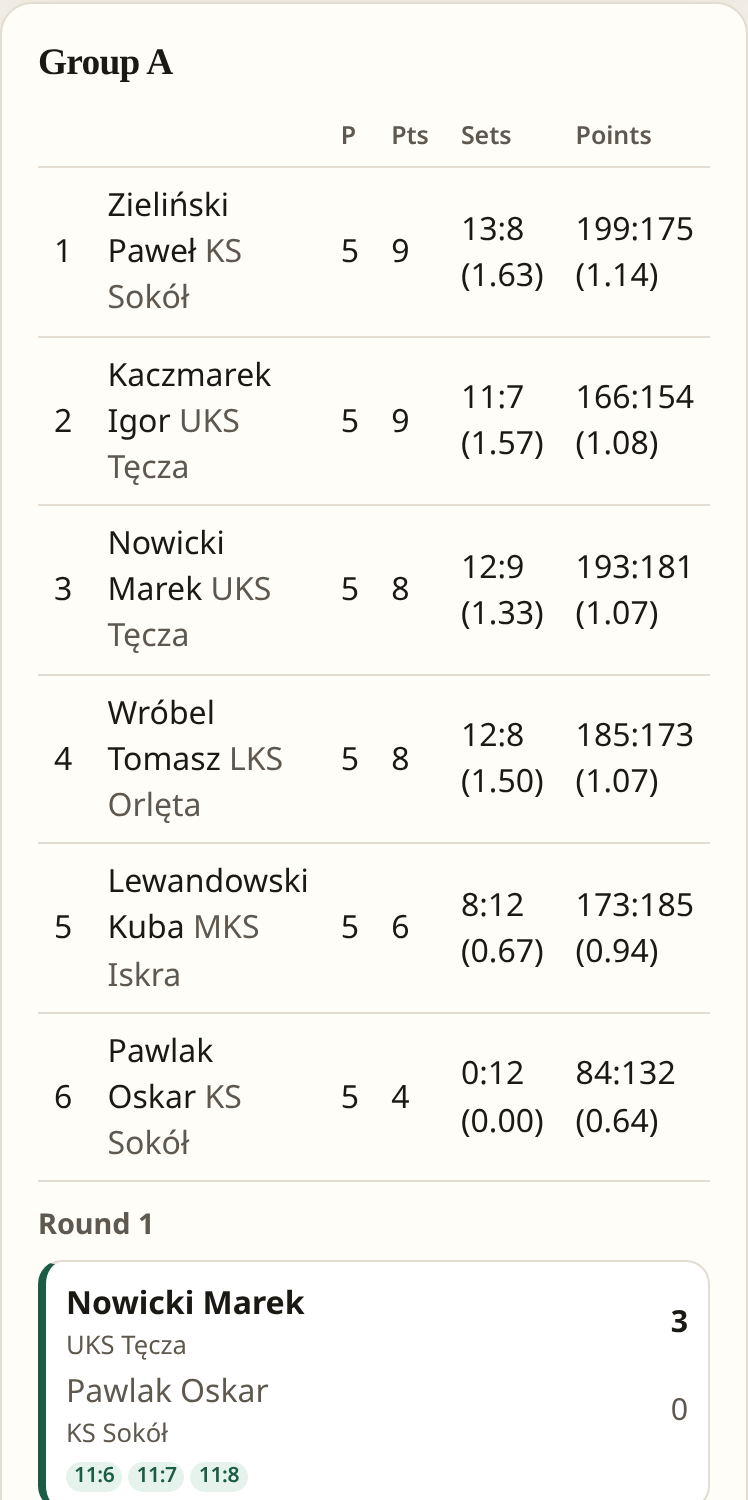 Group A
P Pts Sets Points
1 Zieliński Paweł KS Sokół 5 9 13:8 (1.63) 199:175 (1.14)
2 Kaczmarek Igor UKS Tęcza 5 9 11:7 (1.57) 166:154 (1.08)
3 Nowicki Marek UKS Tęcza 5 8 12:9 (1.33) 193:181 (1.07)
4 Wróbel Tomasz LKS Orlęta 5 8 12:8 (1.50) 185:173 (1.07)
5 Lewandowski Kuba MKS Iskra 5 6 8:12 (0.67) 173:185 (0.94)
6 Pawlak Oskar KS Sokół 5 4 0:12 (0.00) 84:132 (0.64)
Round 1
Nowicki Marek
UKS Tęcza
3
Pawlak Oskar
KS Sokół
0
11:6 11:7 11:8